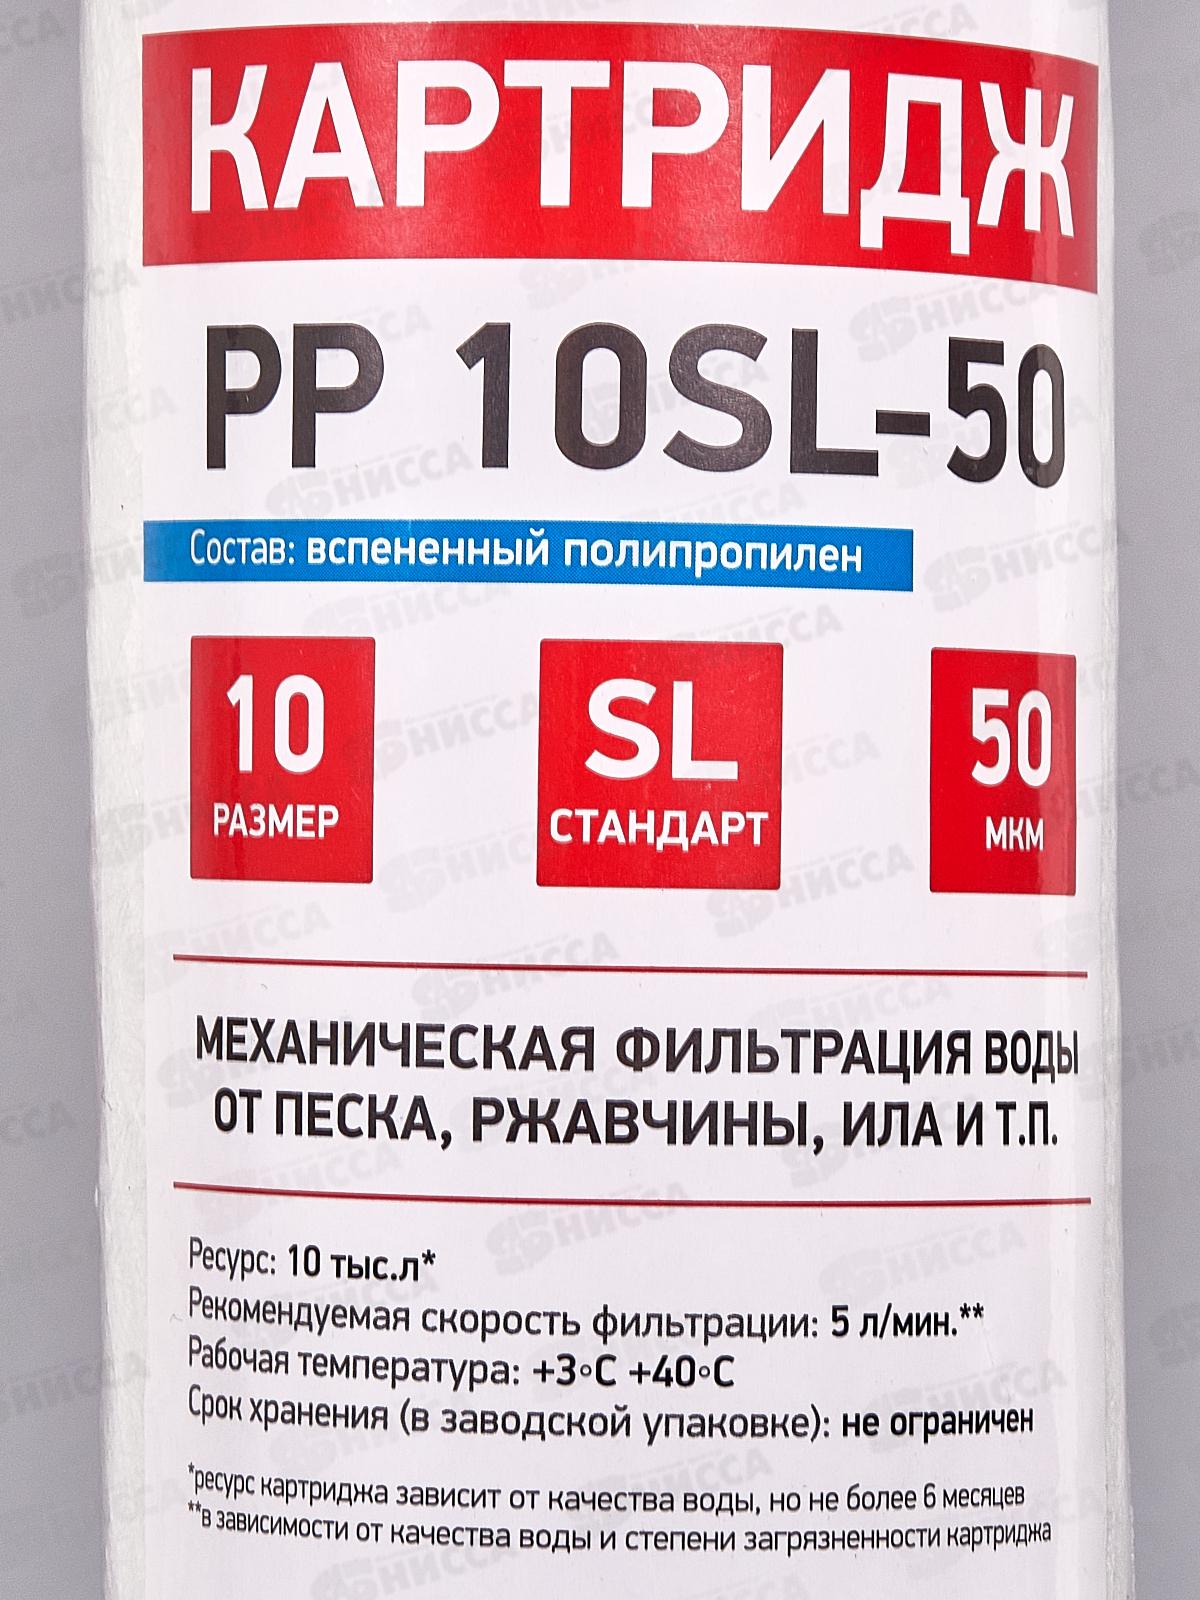 КАРТРИДЖ
PP 10SL-50
Состав: вспененный полипропилен
10
РАЗМЕР
SL
СТАНДАРТ
50
МКМ
МЕХАНИЧЕСКАЯ ФИЛЬТРАЦИЯ ВОДЫ
ОТ ПЕСКА, РЖАВЧИНЫ, ИЛА И Т.П.
Ресурс: 10 тыс.л*
Рекомендуемая скорость фильтрации: 5 л/мин.**
Рабочая температура: +3°C +40°C
Срок хранения (в заводской упаковке): не ограничен
*ресурс картриджа зависит от качества воды, но не более 6 месяцев
**в зависимости от качества воды и степени загрязненности картриджа
НИССА